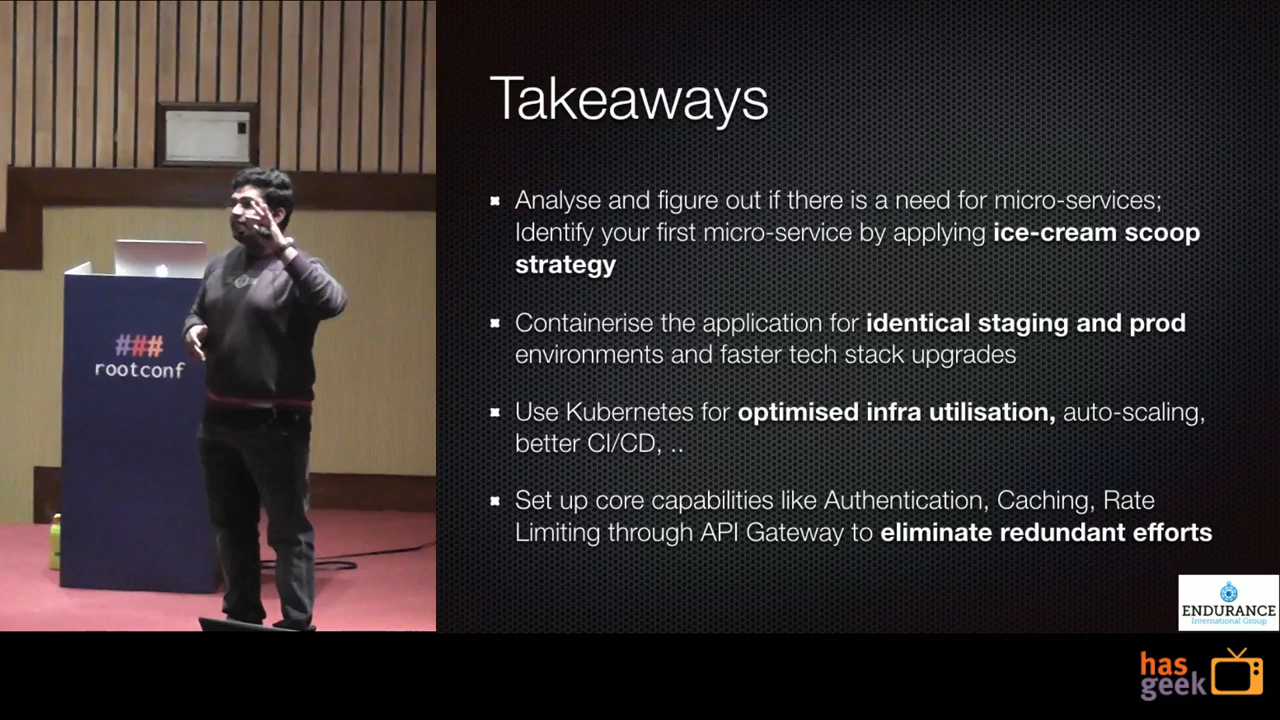 Takeaways
Analyse and figure out if there is a need for micro-services;
Identify your first micro-service by applying ice-cream scoop
strategy
Containerise the application for identical staging and prod
environments and faster tech stack upgrades
Use Kubernetes for optimised infra utilisation, auto-scaling,
better CI/CD, ..
Set up core capabilities like Authentication, Caching, Rate
Limiting through API Gateway to eliminate redundant efforts
###
rootconf
ENDURANCE
International Group
has
geek